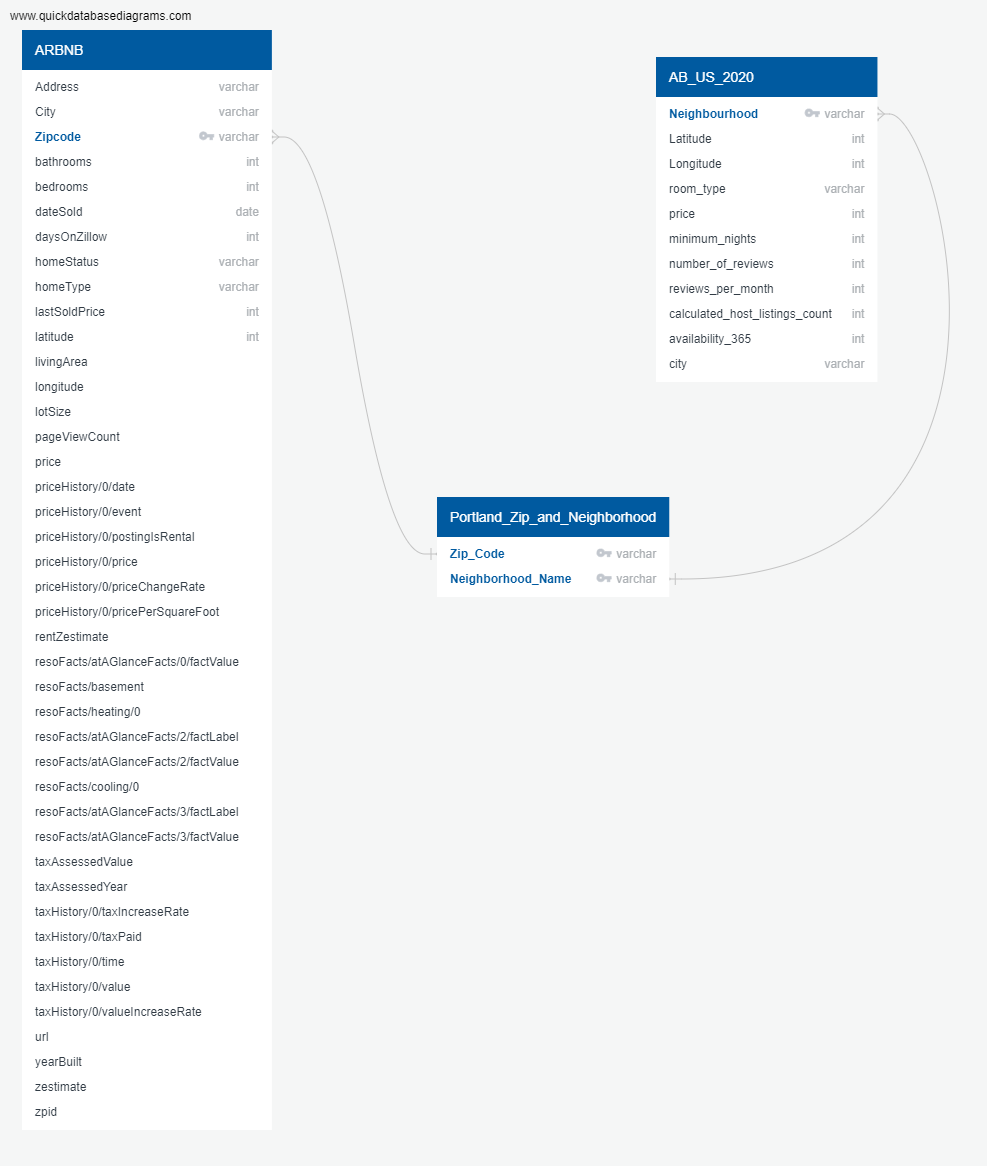 www.quickdatabasediagrams.com
ARBNB
Address varchar
City varchar
Zipcode varchar
bathrooms int
bedrooms int
dateSold date
daysOnZillow int
homeStatus varchar
homeType varchar
lastSoldPrice int
latitude int
livingArea
longitude
lotSize
pageViewCount
price
priceHistory/0/date
priceHistory/0/event
priceHistory/0/postingIsRental
priceHistory/0/price
priceHistory/0/priceChangeRate
priceHistory/0/pricePerSquareFoot
rentZestimate
resoFacts/atAGlanceFacts/0/factValue
resoFacts/basement
resoFacts/heating/0
resoFacts/atAGlanceFacts/2/factLabel
resoFacts/atAGlanceFacts/2/factValue
resoFacts/cooling/0
resoFacts/atAGlanceFacts/3/factLabel
resoFacts/atAGlanceFacts/3/factValue
taxAssessedValue
taxAssessedYear
taxHistory/0/taxIncreaseRate
taxHistory/0/taxPaid
taxHistory/0/time
taxHistory/0/value
taxHistory/0/valueIncreaseRate
url
yearBuilt
zestimate
zpid
AB_US_2020
Neighbourhood varchar
Latitude int
Longitude int
room_type varchar
price int
minimum_nights int
number_of_reviews int
reviews_per_month int
calculated_host_listings_count int
availability_365 int
city varchar
Portland_Zip_and_Neighborhood
Zip_Code varchar
Neighborhood_Name varchar